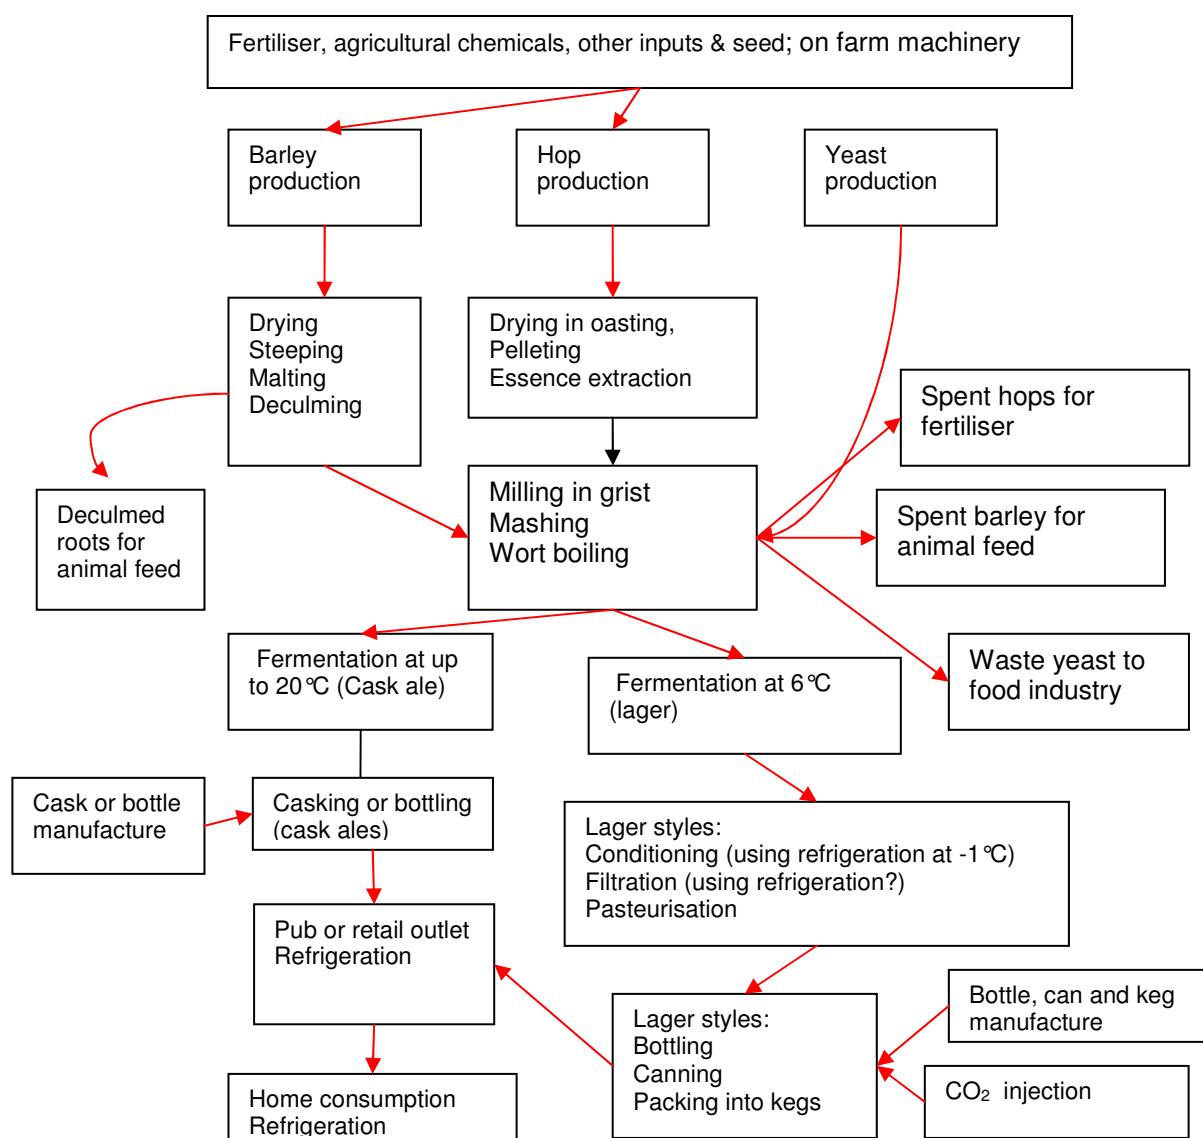 Fertiliser, agricultural chemicals, other inputs & seed; on farm machinery
Barley
production
Hop
production
Yeast
production
Drying
Steeping
Malting
Deculming
Drying in oasting,
Pelleting
Essence extraction
Spent hops for
fertiliser
Deculmed
roots for
animal feed
Milling in grist
Mashing
Wort boiling
Spent barley for
animal feed
Fermentation at up
to 20°C (Cask ale)
Fermentation at 6°C
(lager)
Waste yeast to
food industry
Cask or bottle
manufacture
Casking or bottling
(cask ales)
Lager styles:
Conditioning (using refrigeration at -1°C)
Filtration (using refrigeration?)
Pasteurisation
Pub or retail outlet
Refrigeration
Lager styles:
Bottling
Canning
Packing into kegs
Bottle, can and keg
manufacture
CO₂ injection
Home consumption
Refrigeration